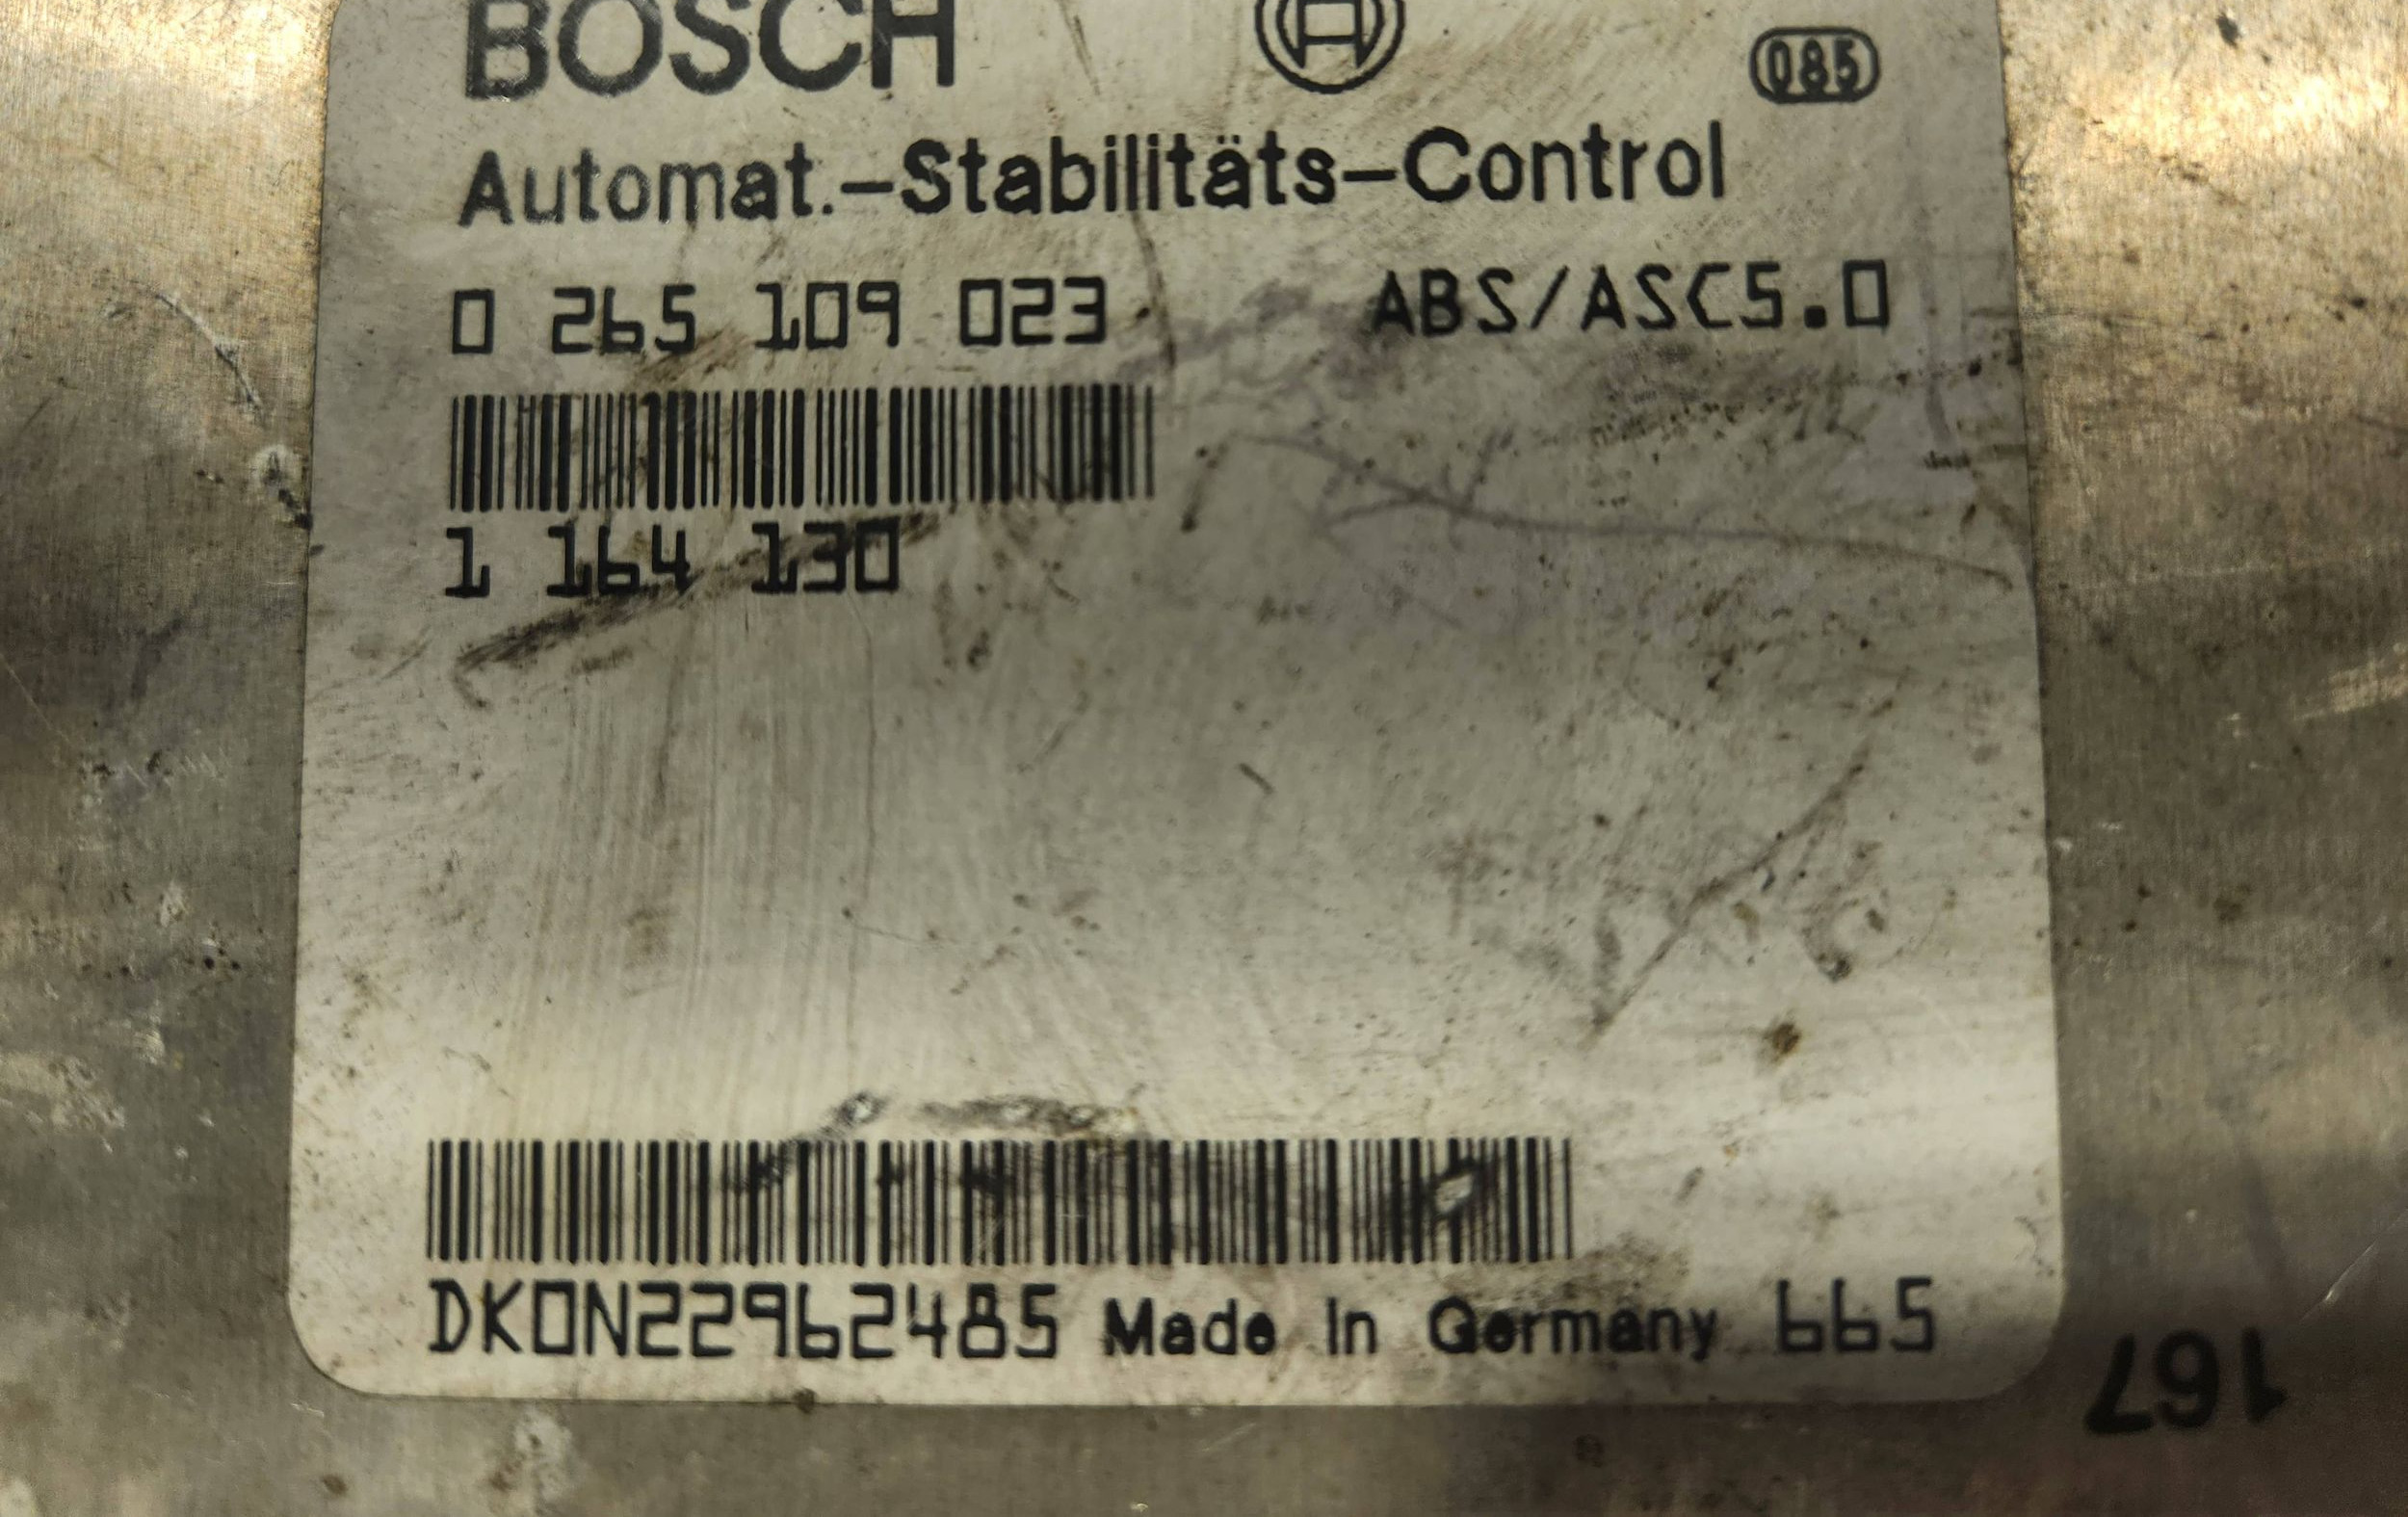 BOSCH
085
Automat.-Stabilitäts-Control
0 265 109 023 ABS/ASC5.0
1 164 130
DK0N22962485 Made In Germany 665
167